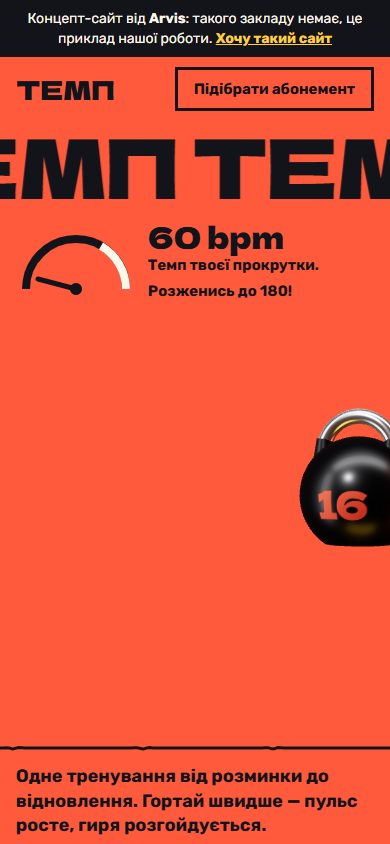 Концепт-сайт від Arvis: такого закладу немає, це
приклад нашої роботи. Хочу такий сайт
ТЕМП
Підібрати абонемент
ЕМП ТЕМ
60 bpm
Темп твоєї прокрутки.
Розженись до 180!
16
Одне тренування від розминки до
відновлення. Гортай швидше — пульс
росте, гиря розгойдується.